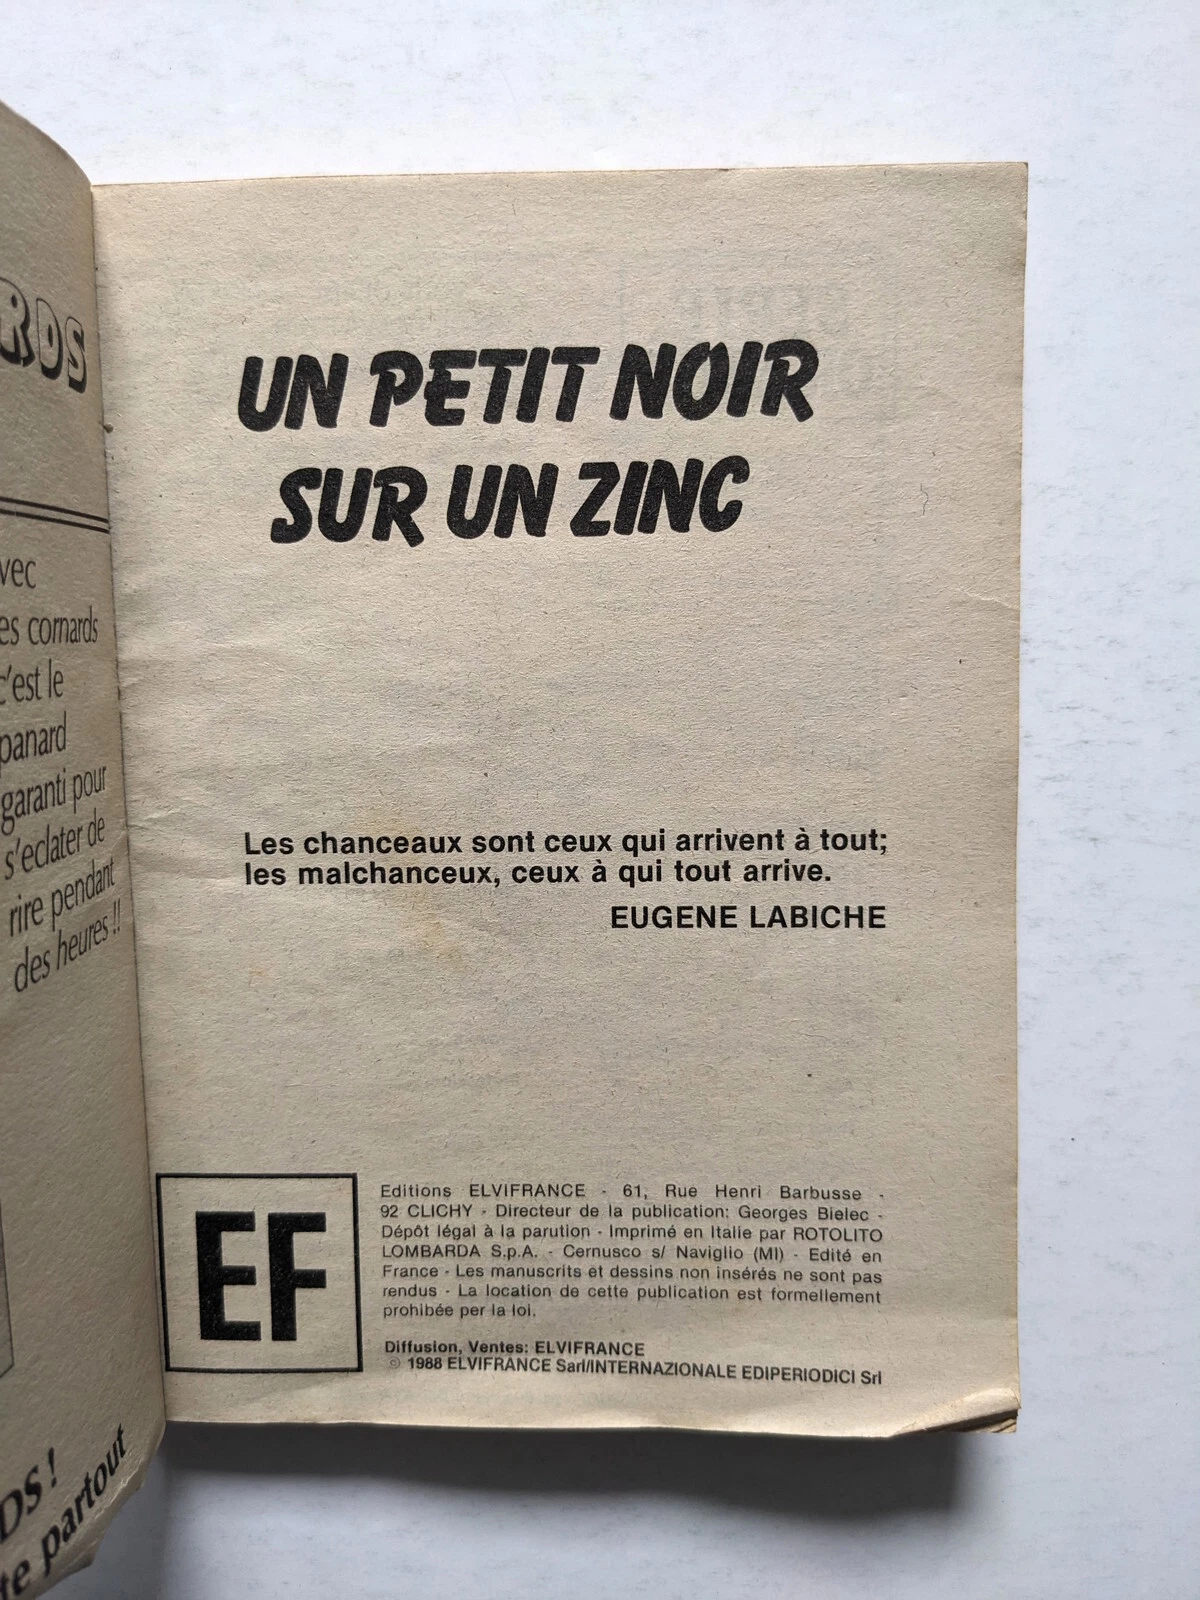 RDS
vec
es cornards
c'est le
panard
garanti pour
s'eclater de
rire pendant
des heures !!
DS !
te partout
UN PETIT NOIR
SUR UN ZINC
Les chanceaux sont ceux qui arrivent à tout;
les malchanceux, ceux à qui tout arrive.
EUGENE LABICHE
EF
Editions ELVIFRANCE - 61, Rue Henri Barbusse -
92 CLICHY - Directeur de la publication: Georges Bielec -
Dépôt légal à la parution - Imprimé en Italie par ROTOLITO
LOMBARDA S.p.A. - Cernusco s/ Naviglio (MI) - Edité en
France - Les manuscrits et dessins non insérés ne sont pas
rendus - La location de cette publication est formellement
prohibée per la loi.
Diffusion, Ventes: ELVIFRANCE
© 1988 ELVIFRANCE Sarl/INTERNAZIONALE EDIPERIODICI Srl